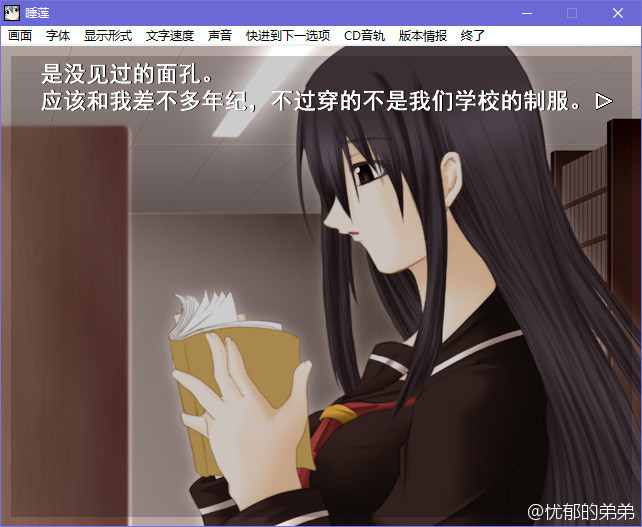 睡莲
画面 字体 显示形式 文字速度 声音 快进到下一选项 CD音轨 版本情报 终了
是没见过的面孔。
应该和我差不多年纪，不过穿的不是我们学校的制服。
@忧郁的弟弟